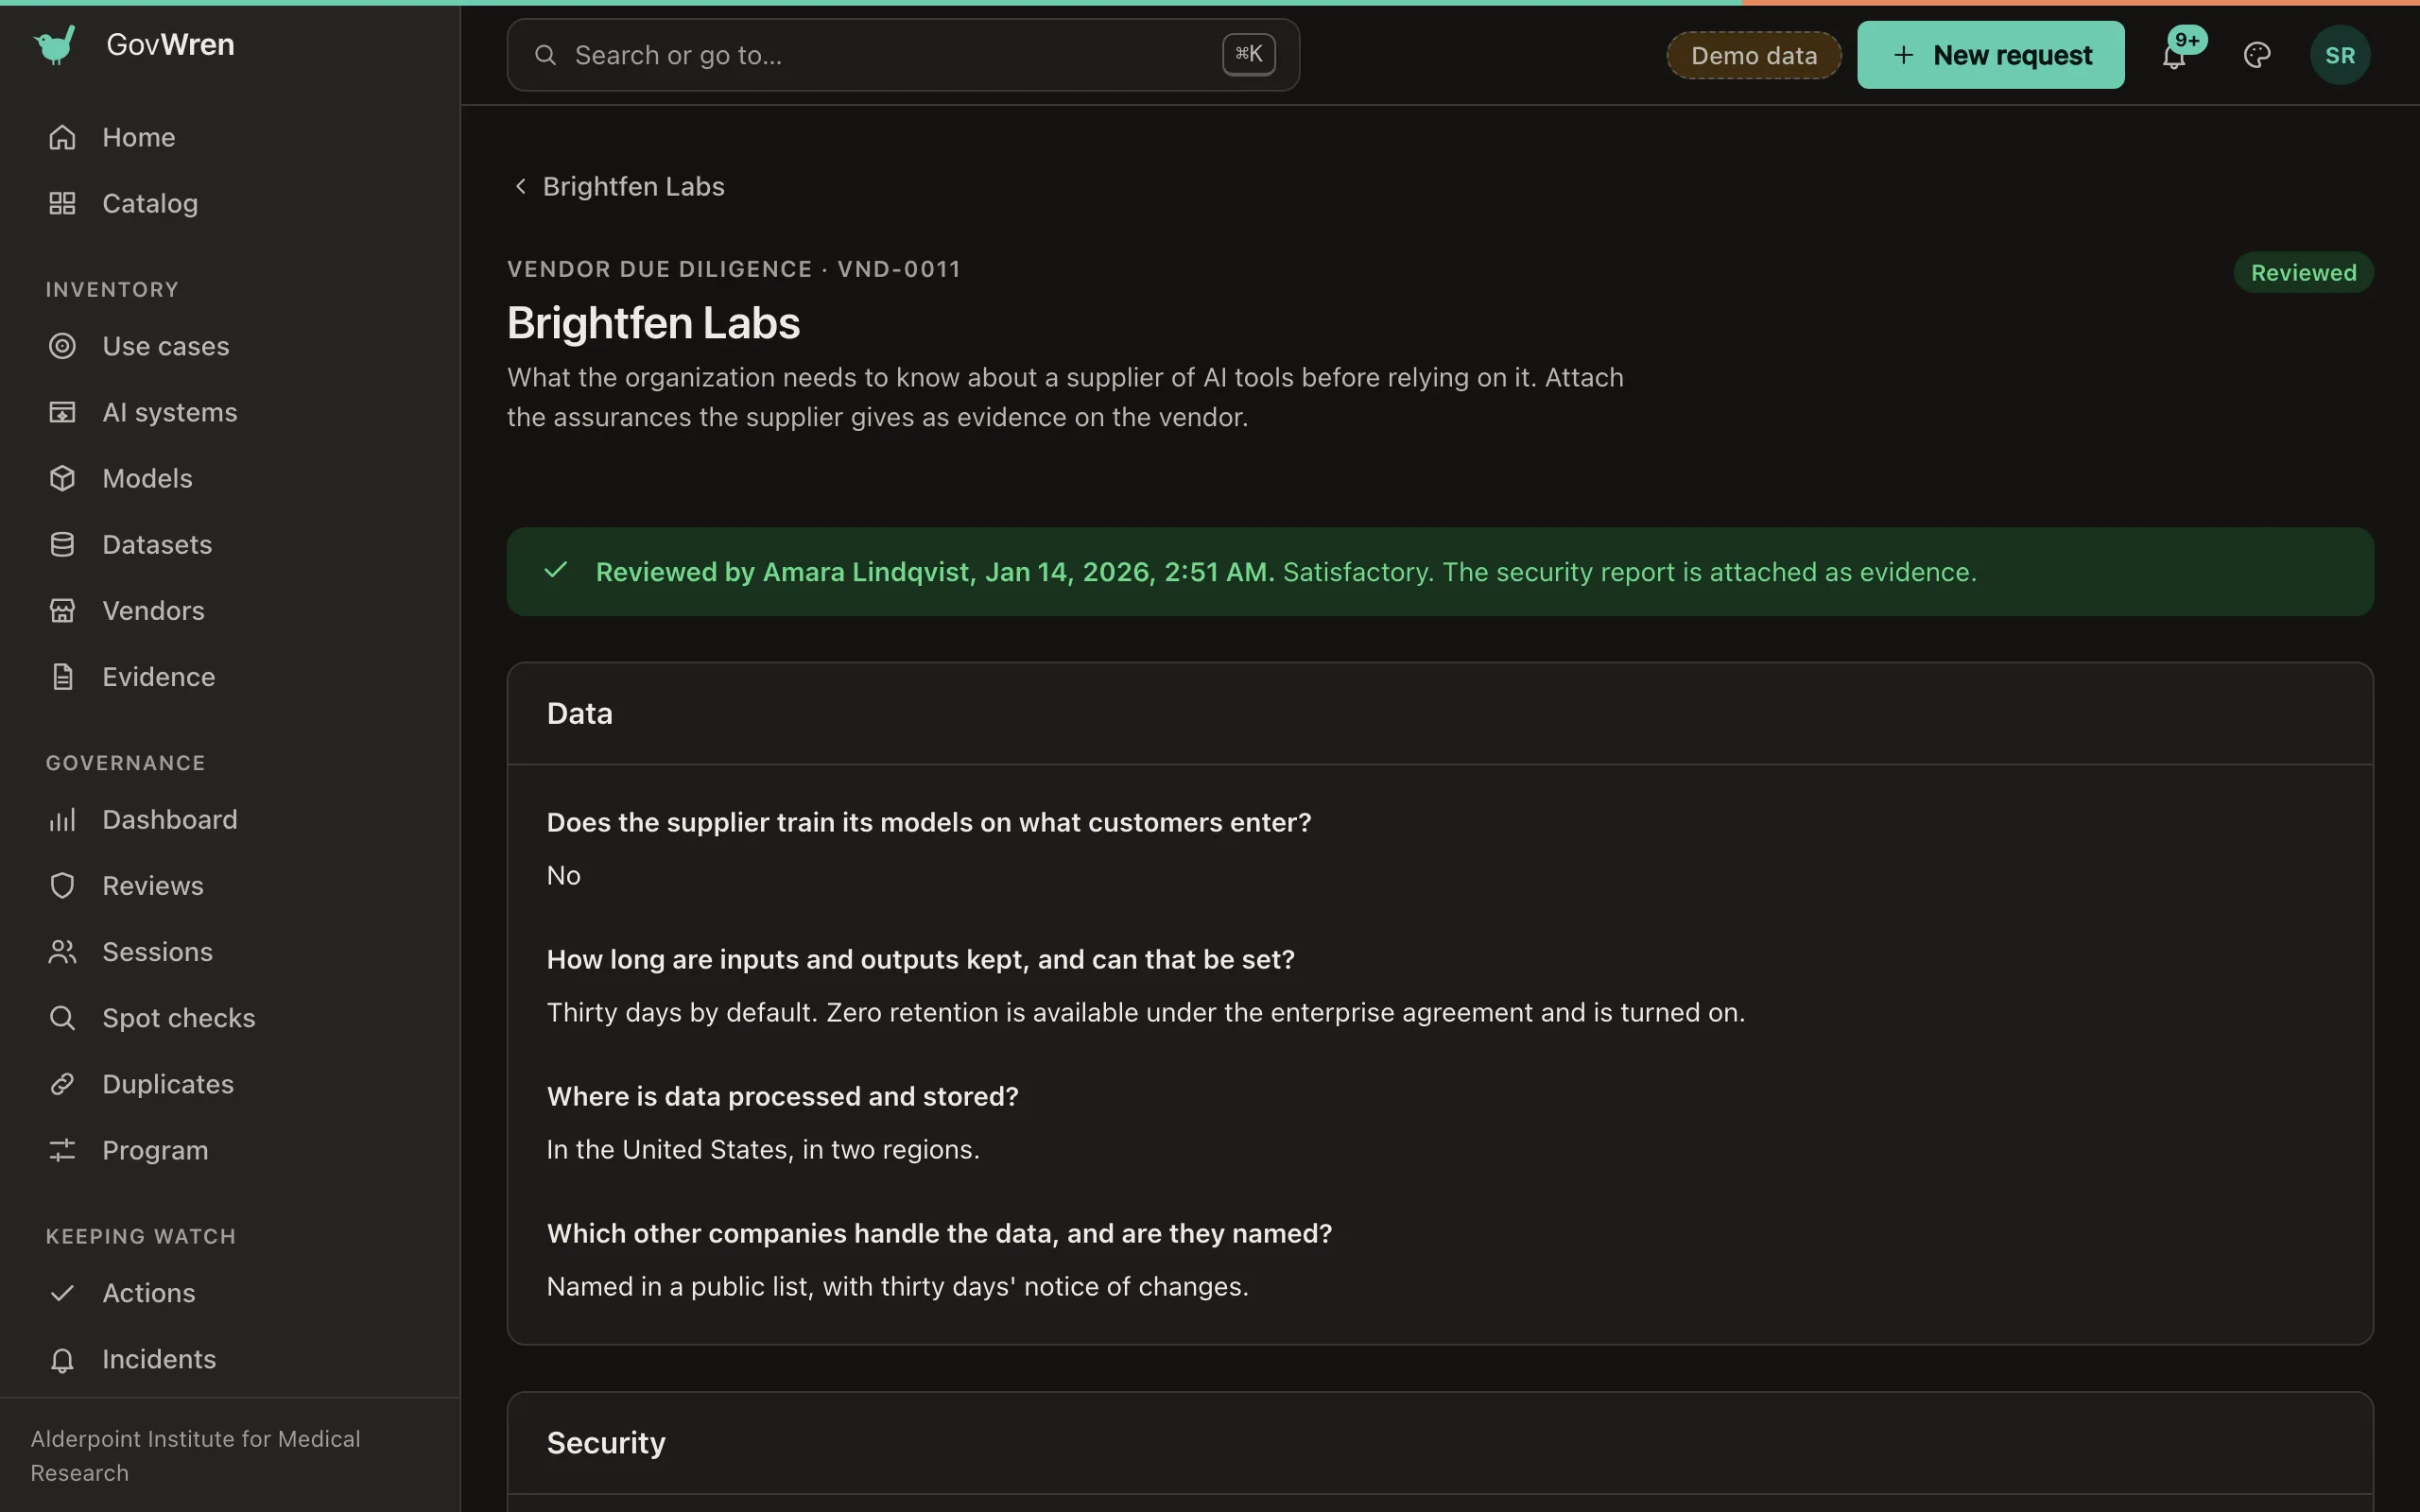 GovWren
Search or go to...
⌘K
Demo data
+ New request
9+
SR
Home
Catalog
INVENTORY
Use cases
AI systems
Models
Datasets
Vendors
Evidence
GOVERNANCE
Dashboard
Reviews
Sessions
Spot checks
Duplicates
Program
KEEPING WATCH
Actions
Incidents
Alderpoint Institute for Medical
Research
Brightfen Labs
VENDOR DUE DILIGENCE · VND-0011
Reviewed
Brightfen Labs
What the organization needs to know about a supplier of AI tools before relying on it. Attach
the assurances the supplier gives as evidence on the vendor.
Reviewed by Amara Lindqvist, Jan 14, 2026, 2:51 AM. Satisfactory. The security report is attached as evidence.
Data
Does the supplier train its models on what customers enter?
No
How long are inputs and outputs kept, and can that be set?
Thirty days by default. Zero retention is available under the enterprise agreement and is turned on.
Where is data processed and stored?
In the United States, in two regions.
Which other companies handle the data, and are they named?
Named in a public list, with thirty days' notice of changes.
Security